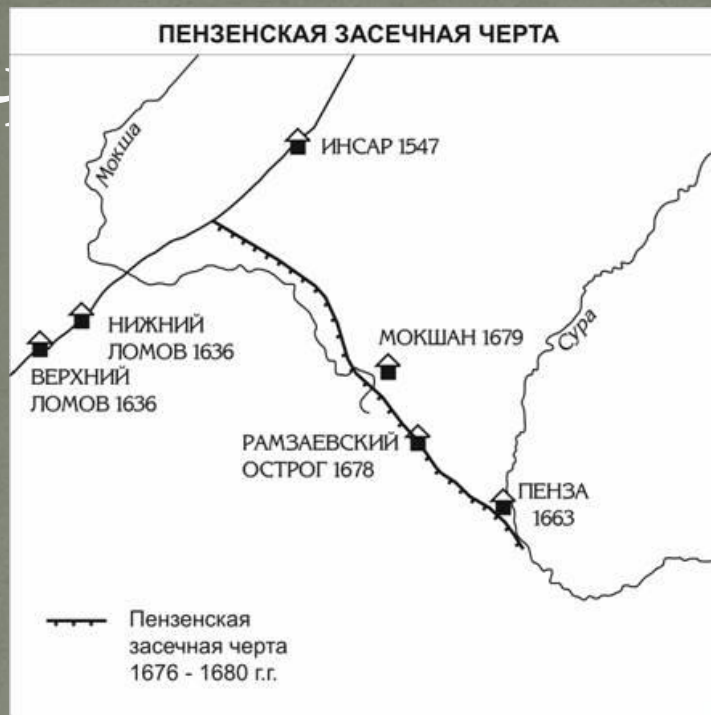 ПЕНЗЕНСКАЯ ЗАСЕЧНАЯ ЧЕРТА
Мокша
ИНСАР 1547
НИЖНИЙ
ЛОМОВ 1636
ВЕРХНИЙ
ЛОМОВ 1636
МОКШАН 1679
Сура
РАМЗАЕВСКИЙ
ОСТРОГ 1678
ПЕНЗА
1663
Пензенская
засечная черта
1676 - 1680 г.г.